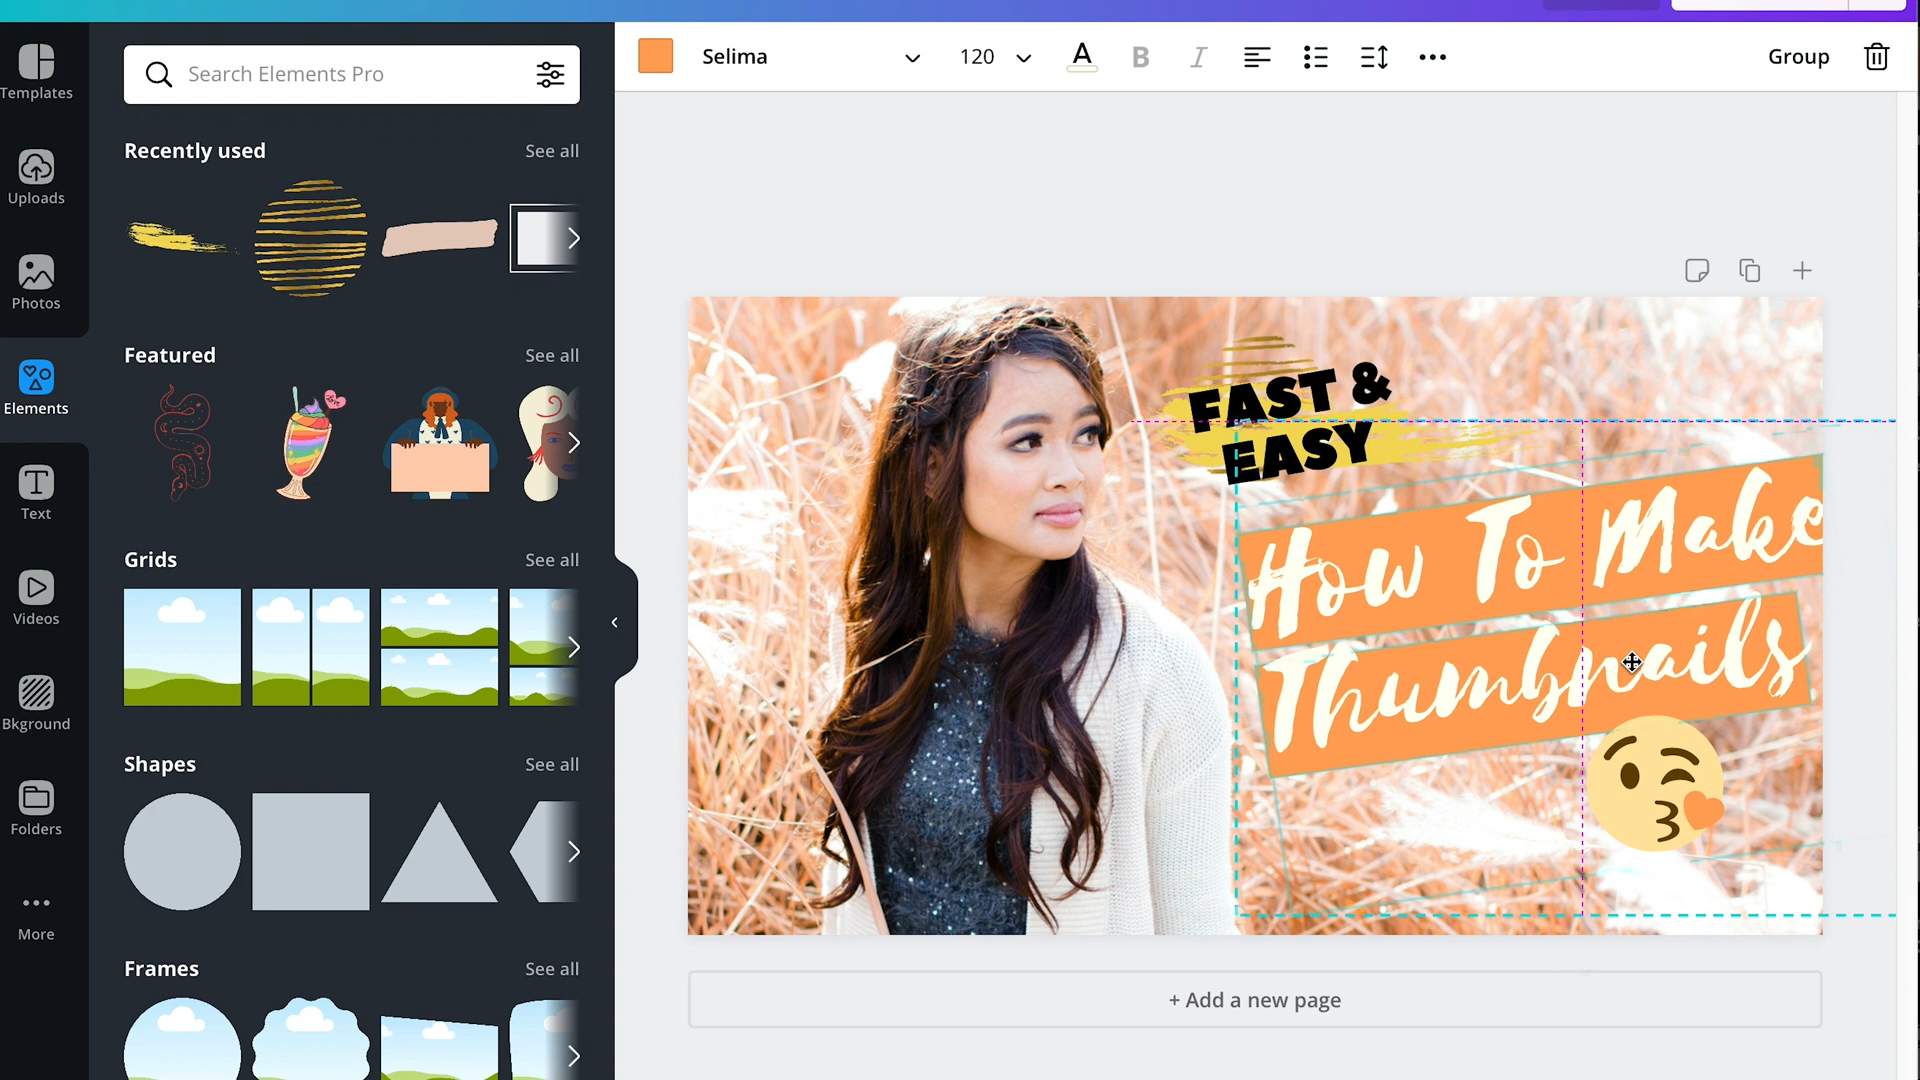 Templates
Uploads
Photos
Elements
Text
Videos
Bkground
Folders
More
Search Elements Pro
Recently used
See all
Featured
See all
Grids
See all
Shapes
See all
Frames
See all
Selima
120
A
B
I
Group
FAST &
EASY
How To Make
Thumbnails
+ Add a new page